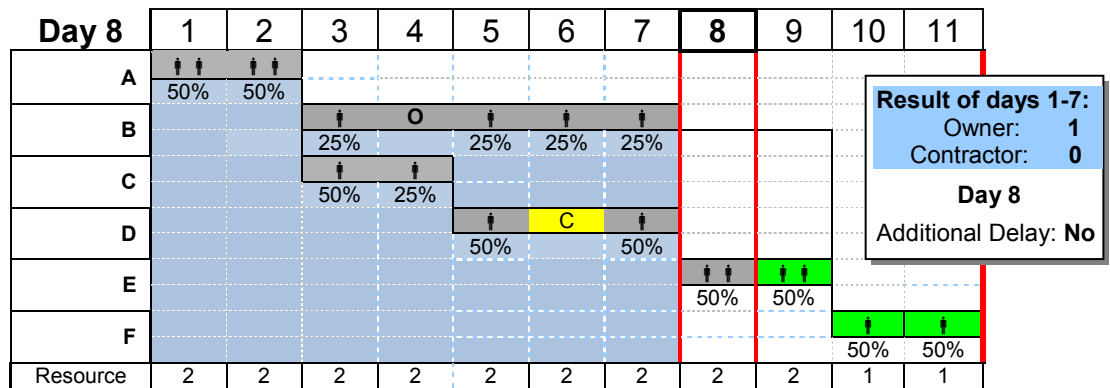 Day 8 1 2 3 4 5 6 7 8 9 10 11
A
50% 50%
B O
25% 25% 25% 25%
C
50% 25%
D C
50% 50%
E
50% 50%
F
50% 50%
Resource 2 2 2 2 2 2 2 2 2 1 1
Result of days 1-7:
Owner: 1
Contractor: 0
Day 8
Additional Delay: No